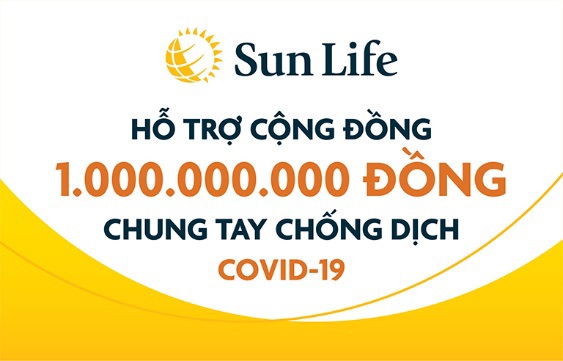 Sun Life
HỖ TRỢ CỘNG ĐỒNG
1.000.000.000 ĐỒNG
CHUNG TAY CHỐNG DỊCH
COVID-19